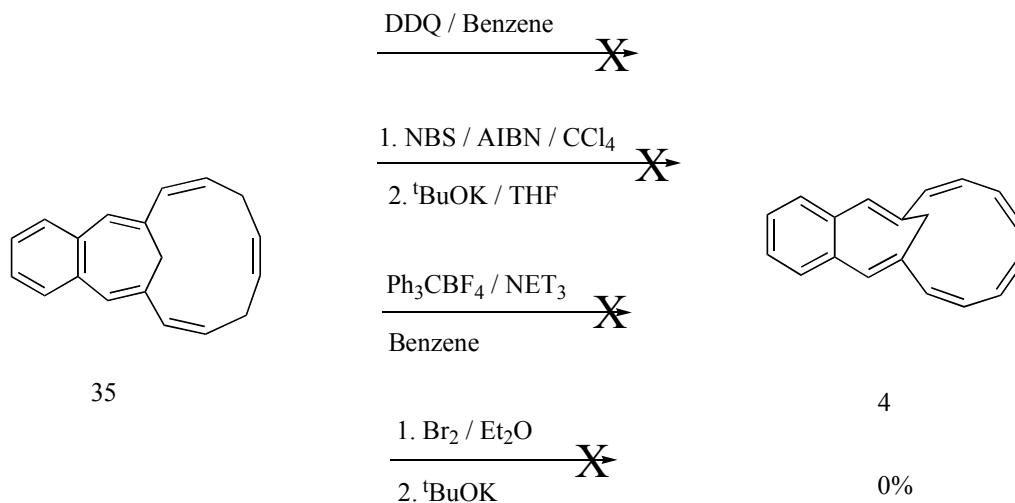 DDQ / Benzene
X
1. NBS / AIBN / CCl₄
X
2. ᵗBuOK / THF
Ph₃CBF₄ / NET₃
X
Benzene
35
4
1. Br₂ / Et₂O
X
2. ᵗBuOK
0%